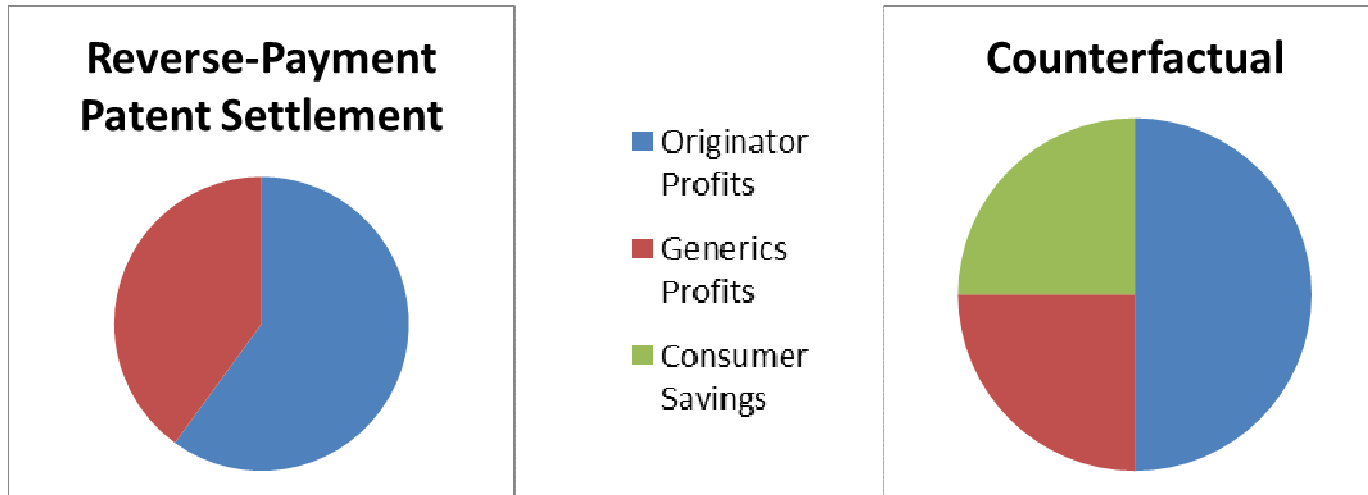 Reverse-Payment
Patent Settlement
Originator
Profits
Generics
Profits
Consumer
Savings
Counterfactual